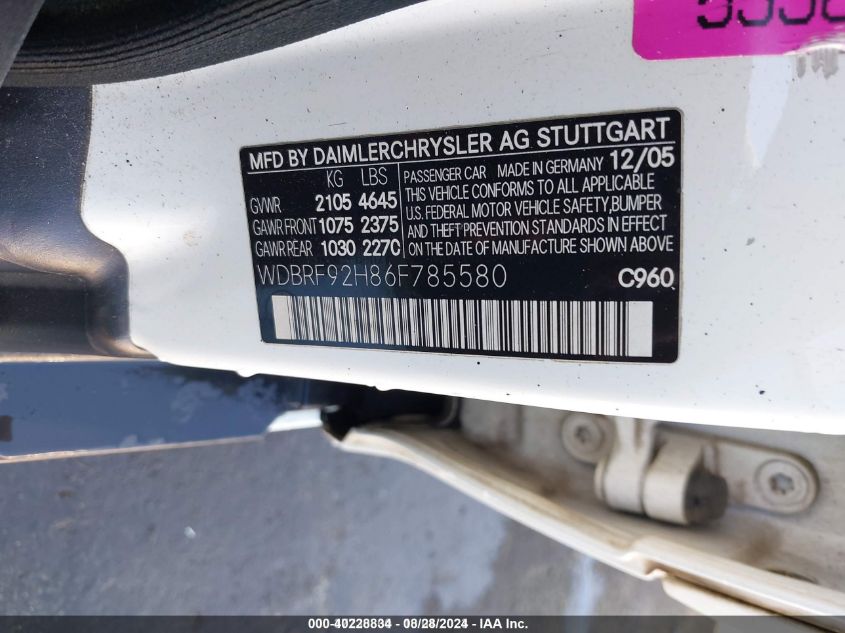 MFD BY DAIMLERCHRYSLER AG STUTTGART
KG LBS
GVWR 2105 4645
GAWR FRONT 1075 2375
GAWR REAR 1030 2270
PASSENGER CAR MADE IN GERMANY 12/05
THIS VEHICLE CONFORMS TO ALL APPLICABLE
U.S. FEDERAL MOTOR VEHICLE SAFETY,BUMPER
AND THEFT PREVENTION STANDARDS IN EFFECT
ON THE DATE OF MANUFACTURE SHOWN ABOVE
WDBRF92H86F785580 C960
000-40228834 - 08/28/2024 - IAA Inc.